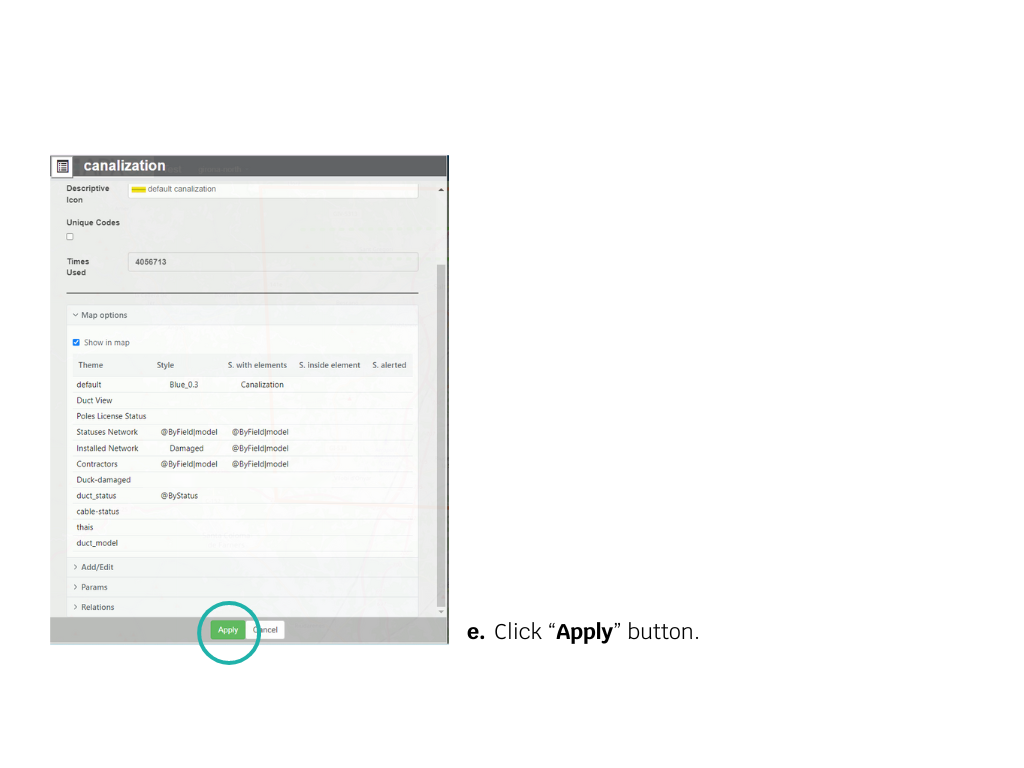 canalization
Descriptive
Icon
default canalization
Unique Codes
Times
Used
4056713
Map options
Show in map
Theme Style S. with elements S. inside element S. alerted
default Blue_0.3 Canalization
Duct View
Poles License Status
Statuses Network @ByField|model @ByField|model
Installed Network Damaged @ByField|model
Contractors @ByField|model @ByField|model
Duck-damaged
duct_status @ByStatus
cable-status
thais
duct_model
Add/Edit
Params
Relations
Apply Cancel
e. Click “Apply” button.